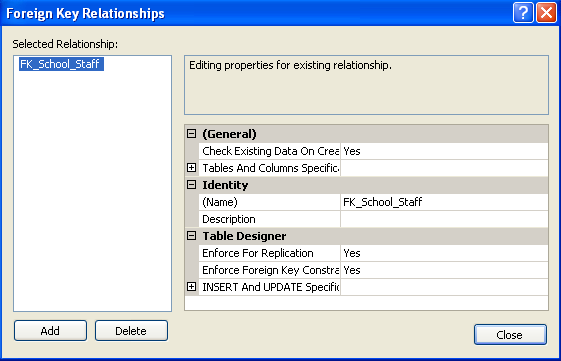 Foreign Key Relationships
Selected Relationship:
FK_School_Staff
Editing properties for existing relationship.
(General)
Check Existing Data On Crea Yes
Tables And Columns Specifica
Identity
(Name) FK_School_Staff
Description
Table Designer
Enforce For Replication Yes
Enforce Foreign Key Constra Yes
INSERT And UPDATE Specific
Add Delete
Close